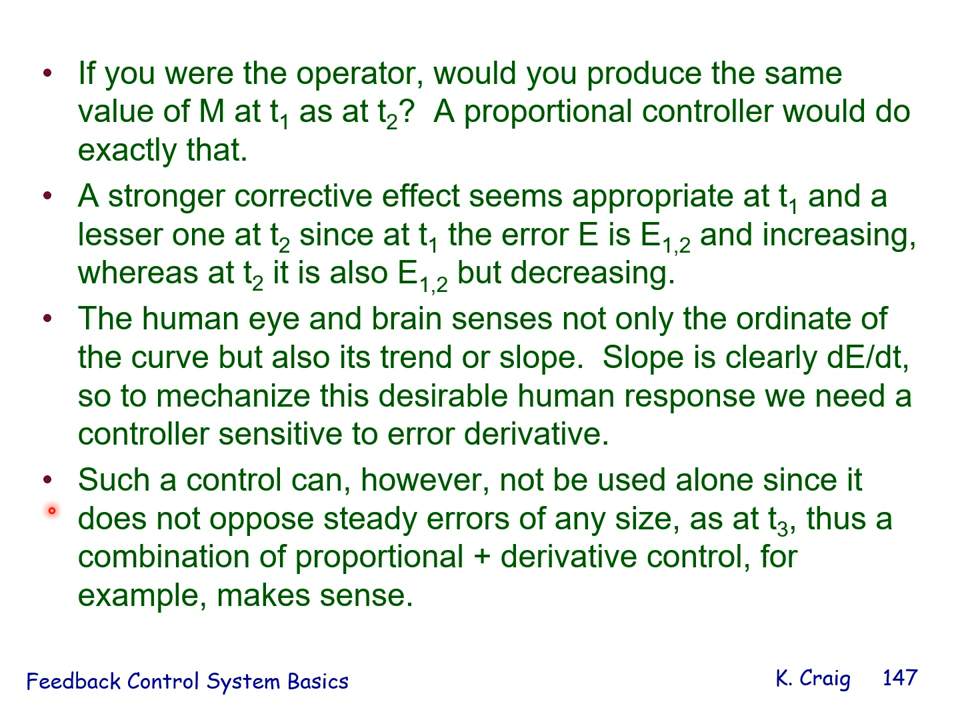 • If you were the operator, would you produce the same
value of M at t₁ as at t₂? A proportional controller would do
exactly that.
• A stronger corrective effect seems appropriate at t₁ and a
lesser one at t₂ since at t₁ the error E is E₁,₂ and increasing,
whereas at t₂ it is also E₁,₂ but decreasing.
• The human eye and brain senses not only the ordinate of
the curve but also its trend or slope. Slope is clearly dE/dt,
so to mechanize this desirable human response we need a
controller sensitive to error derivative.
• Such a control can, however, not be used alone since it
does not oppose steady errors of any size, as at t₃, thus a
combination of proportional + derivative control, for
example, makes sense.
Feedback Control System Basics
K. Craig 147